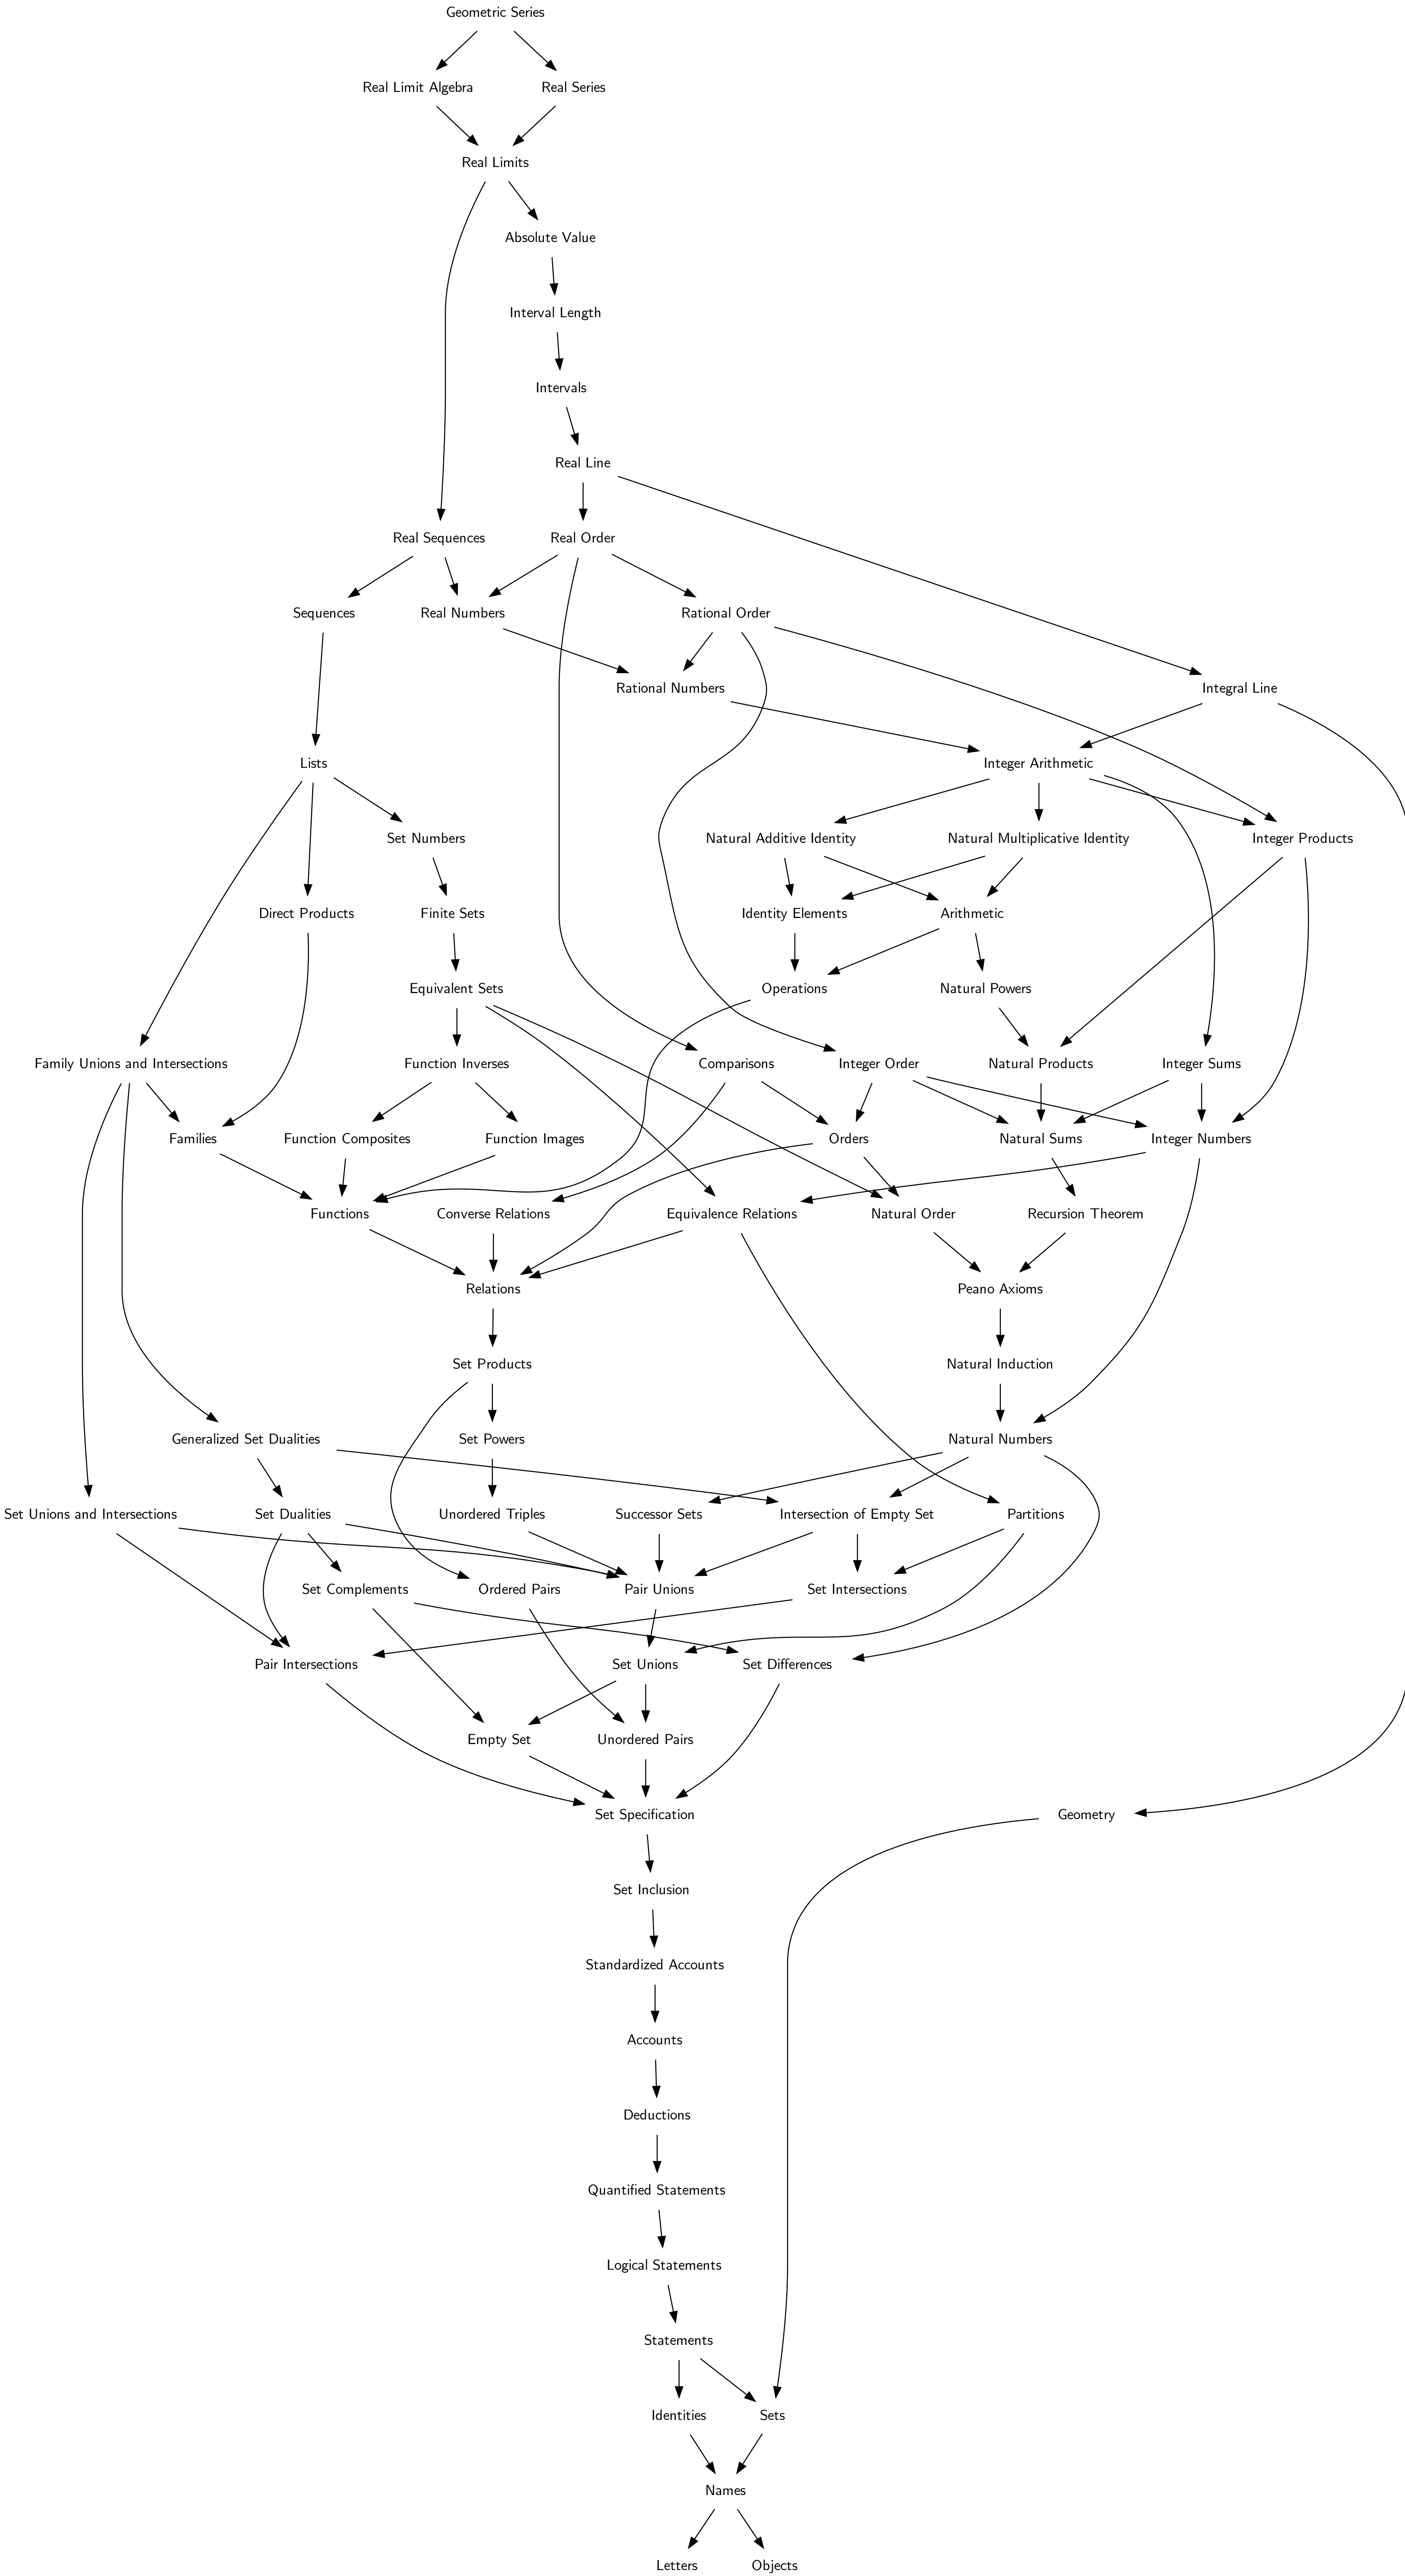 Geometric Series
Real Limit Algebra
Real Series
Real Limits
Absolute Value
Interval Length
Intervals
Real Line
Real Sequences
Real Order
Sequences
Real Numbers
Rational Order
Rational Numbers
Integral Line
Lists
Integer Arithmetic
Set Numbers
Natural Additive Identity
Natural Multiplicative Identity
Integer Products
Direct Products
Finite Sets
Identity Elements
Arithmetic
Equivalent Sets
Operations
Natural Powers
Family Unions and Intersections
Function Inverses
Comparisons
Integer Order
Natural Products
Integer Sums
Families
Function Composites
Function Images
Orders
Natural Sums
Integer Numbers
Functions
Converse Relations
Equivalence Relations
Natural Order
Recursion Theorem
Relations
Peano Axioms
Set Products
Natural Induction
Generalized Set Dualities
Set Powers
Natural Numbers
Set Unions and Intersections
Set Dualities
Unordered Triples
Successor Sets
Intersection of Empty Set
Partitions
Set Complements
Ordered Pairs
Pair Unions
Set Intersections
Pair Intersections
Set Unions
Set Differences
Empty Set
Unordered Pairs
Set Specification
Geometry
Set Inclusion
Standardized Accounts
Accounts
Deductions
Quantified Statements
Logical Statements
Statements
Identities
Sets
Names
Letters
Objects